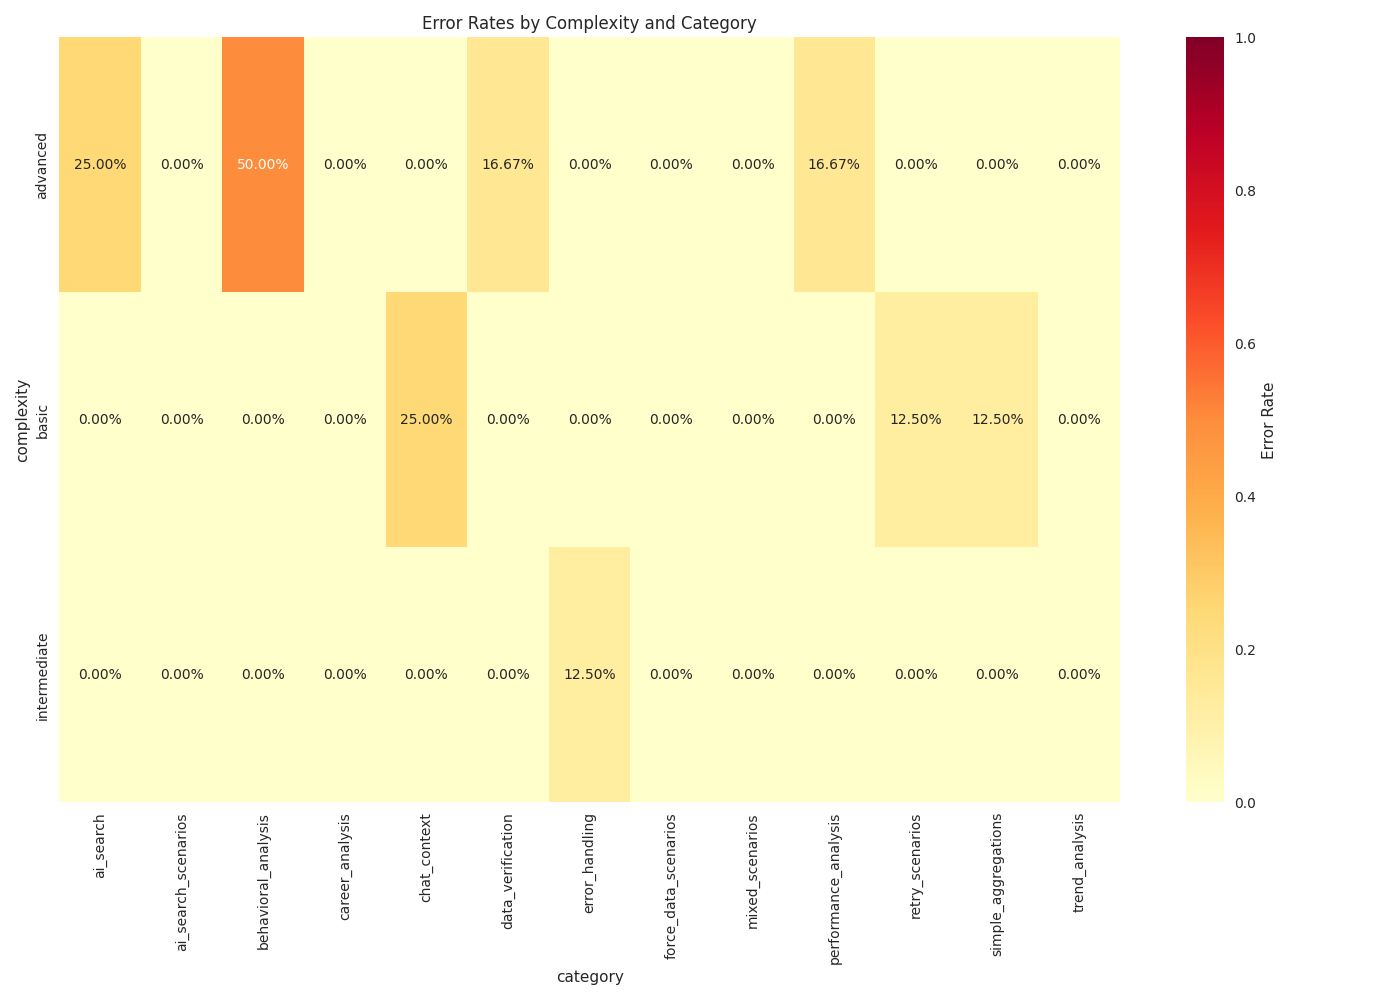 Error Rates by Complexity and Category
complexity
advanced
25.00% 0.00% 50.00% 0.00% 0.00% 16.67% 0.00% 0.00% 0.00% 16.67% 0.00% 0.00% 0.00%
basic
0.00% 0.00% 0.00% 0.00% 25.00% 0.00% 0.00% 0.00% 0.00% 0.00% 12.50% 12.50% 0.00%
intermediate
0.00% 0.00% 0.00% 0.00% 0.00% 0.00% 12.50% 0.00% 0.00% 0.00% 0.00% 0.00% 0.00%
ai_search
ai_search_scenarios
behavioral_analysis
career_analysis
chat_context
data_verification
error_handling
force_data_scenarios
mixed_scenarios
performance_analysis
retry_scenarios
simple_aggregations
trend_analysis
category
1.0
0.8
0.6
0.4
0.2
0.0
Error Rate